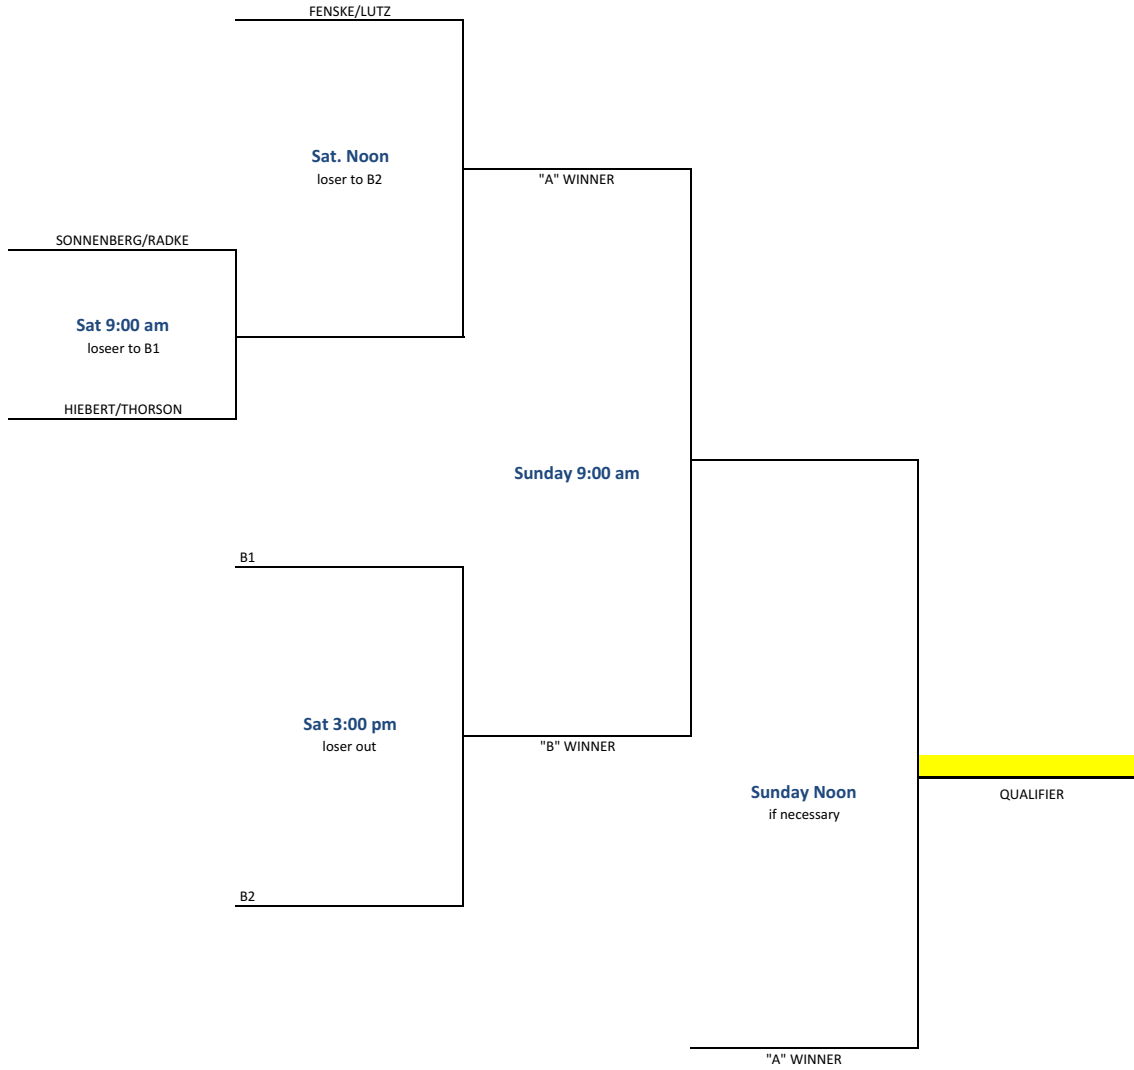 FENSKE/LUTZ
Sat. Noon
loser to B2
"A" WINNER
SONNENBERG/RADKE
Sat 9:00 am
loseer to B1
HIEBERT/THORSON
Sunday 9:00 am
B1
Sat 3:00 pm
loser out
"B" WINNER
Sunday Noon
if necessary
QUALIFIER
B2
"A" WINNER